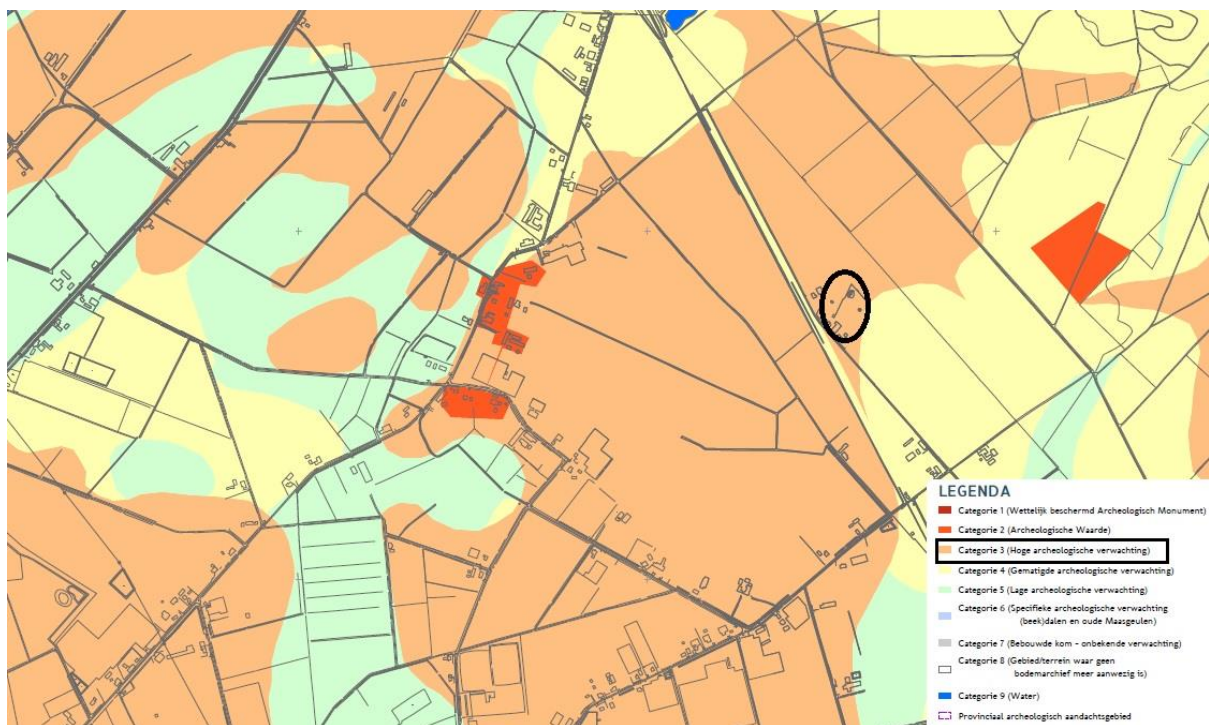 LEGENDA
Categorie 1 (Wettelijk beschermd Archeologisch Monument)
Categorie 2 (Archeologische Waarde)
Categorie 3 (Hoge archeologische verwachting)
Categorie 4 (Gematigde archeologische verwachting)
Categorie 5 (Lage archeologische verwachting)
Categorie 6 (Specifieke archeologische verwachting
(beek)dalen en oude Maasgeulen)
Categorie 7 (Bebouwde kom - onbekende verwachting)
Categorie 8 (Gebied/terrein waar geen
bodemarchief meer aanwezig is)
Categorie 9 (Water)
Provinciaal archeologisch aandachtsgebied